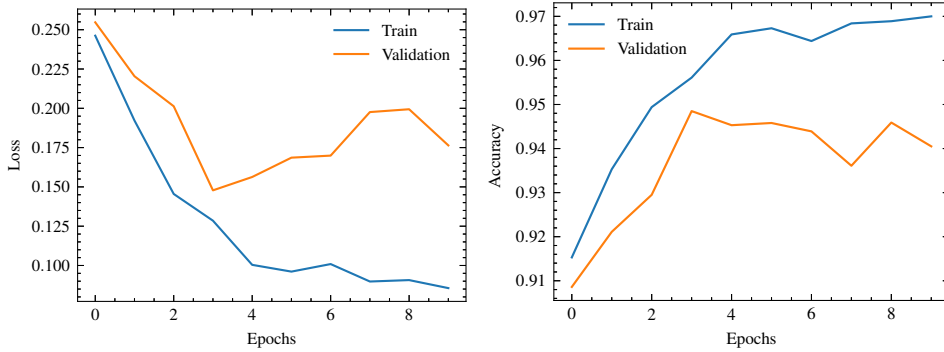 0.250
0.225
0.200
0.175
0.150
0.125
0.100
Loss
0 2 4 6 8
Epochs
Train
Validation
0.97
0.96
0.95
0.94
0.93
0.92
0.91
Accuracy
0 2 4 6 8
Epochs
Train
Validation